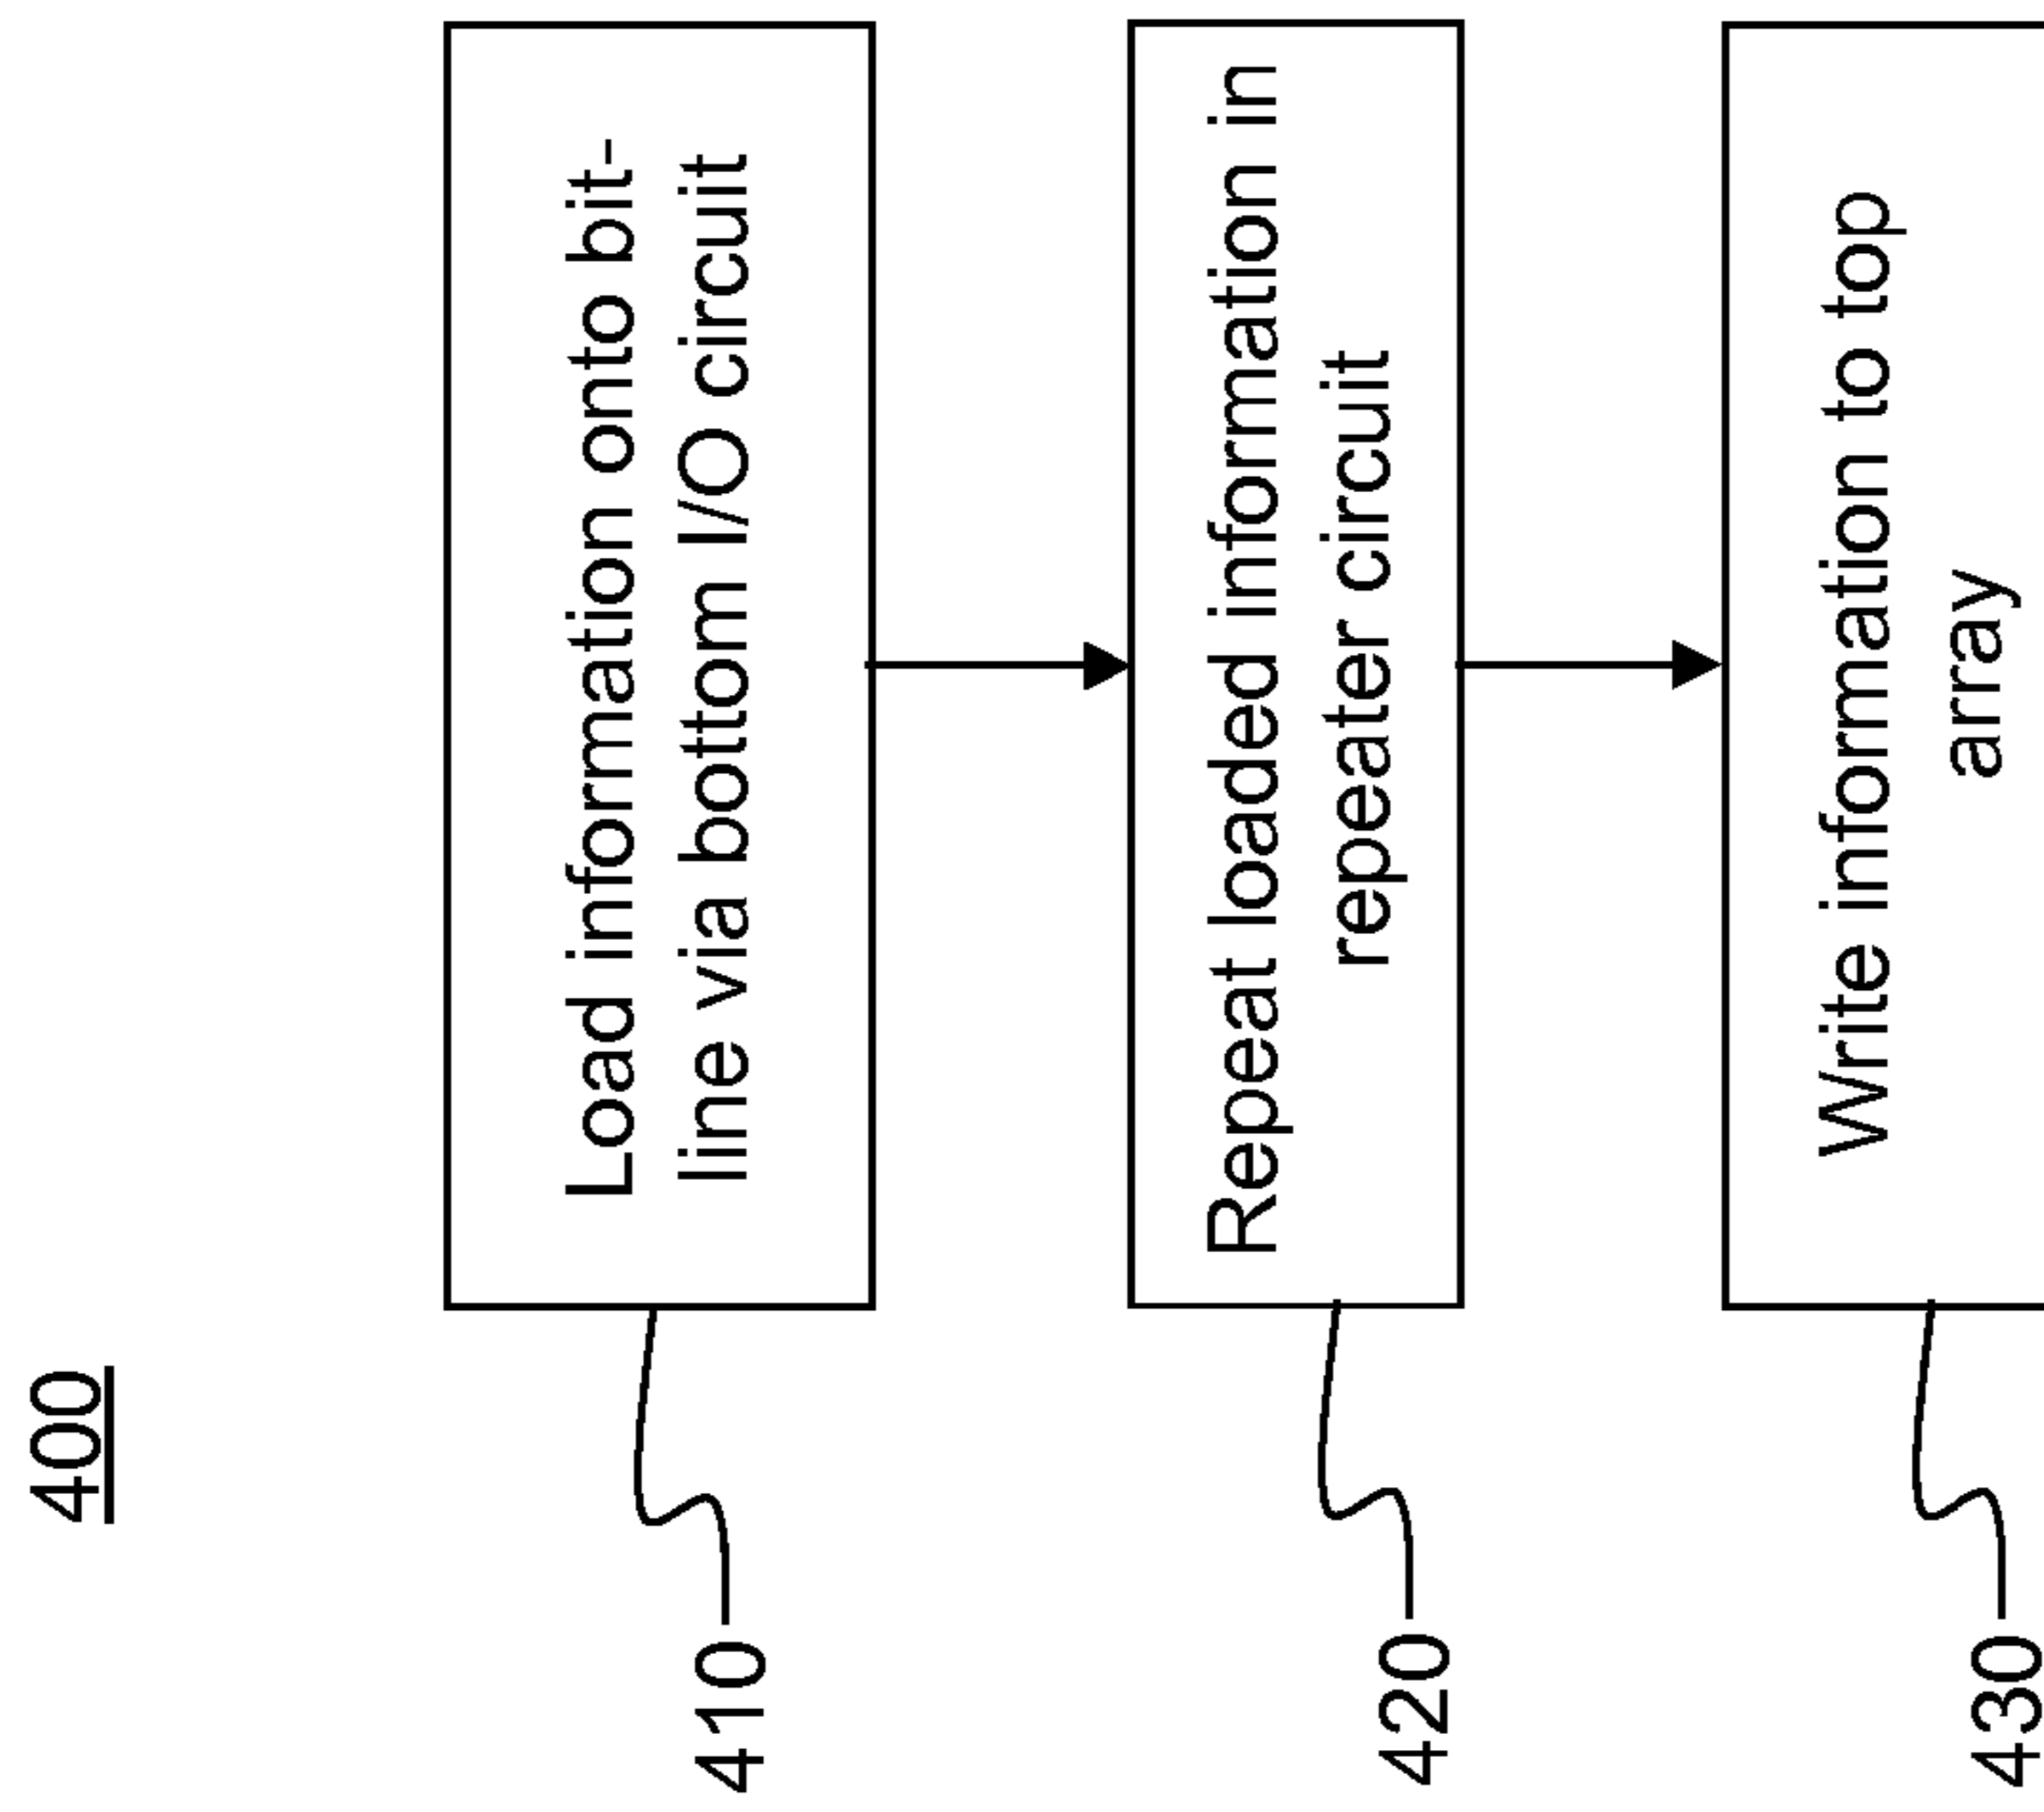 400
410
Load information onto bit-
line via bottom I/O circuit
420
Repeat loaded information in
repeater circuit
430
Write information to top
array